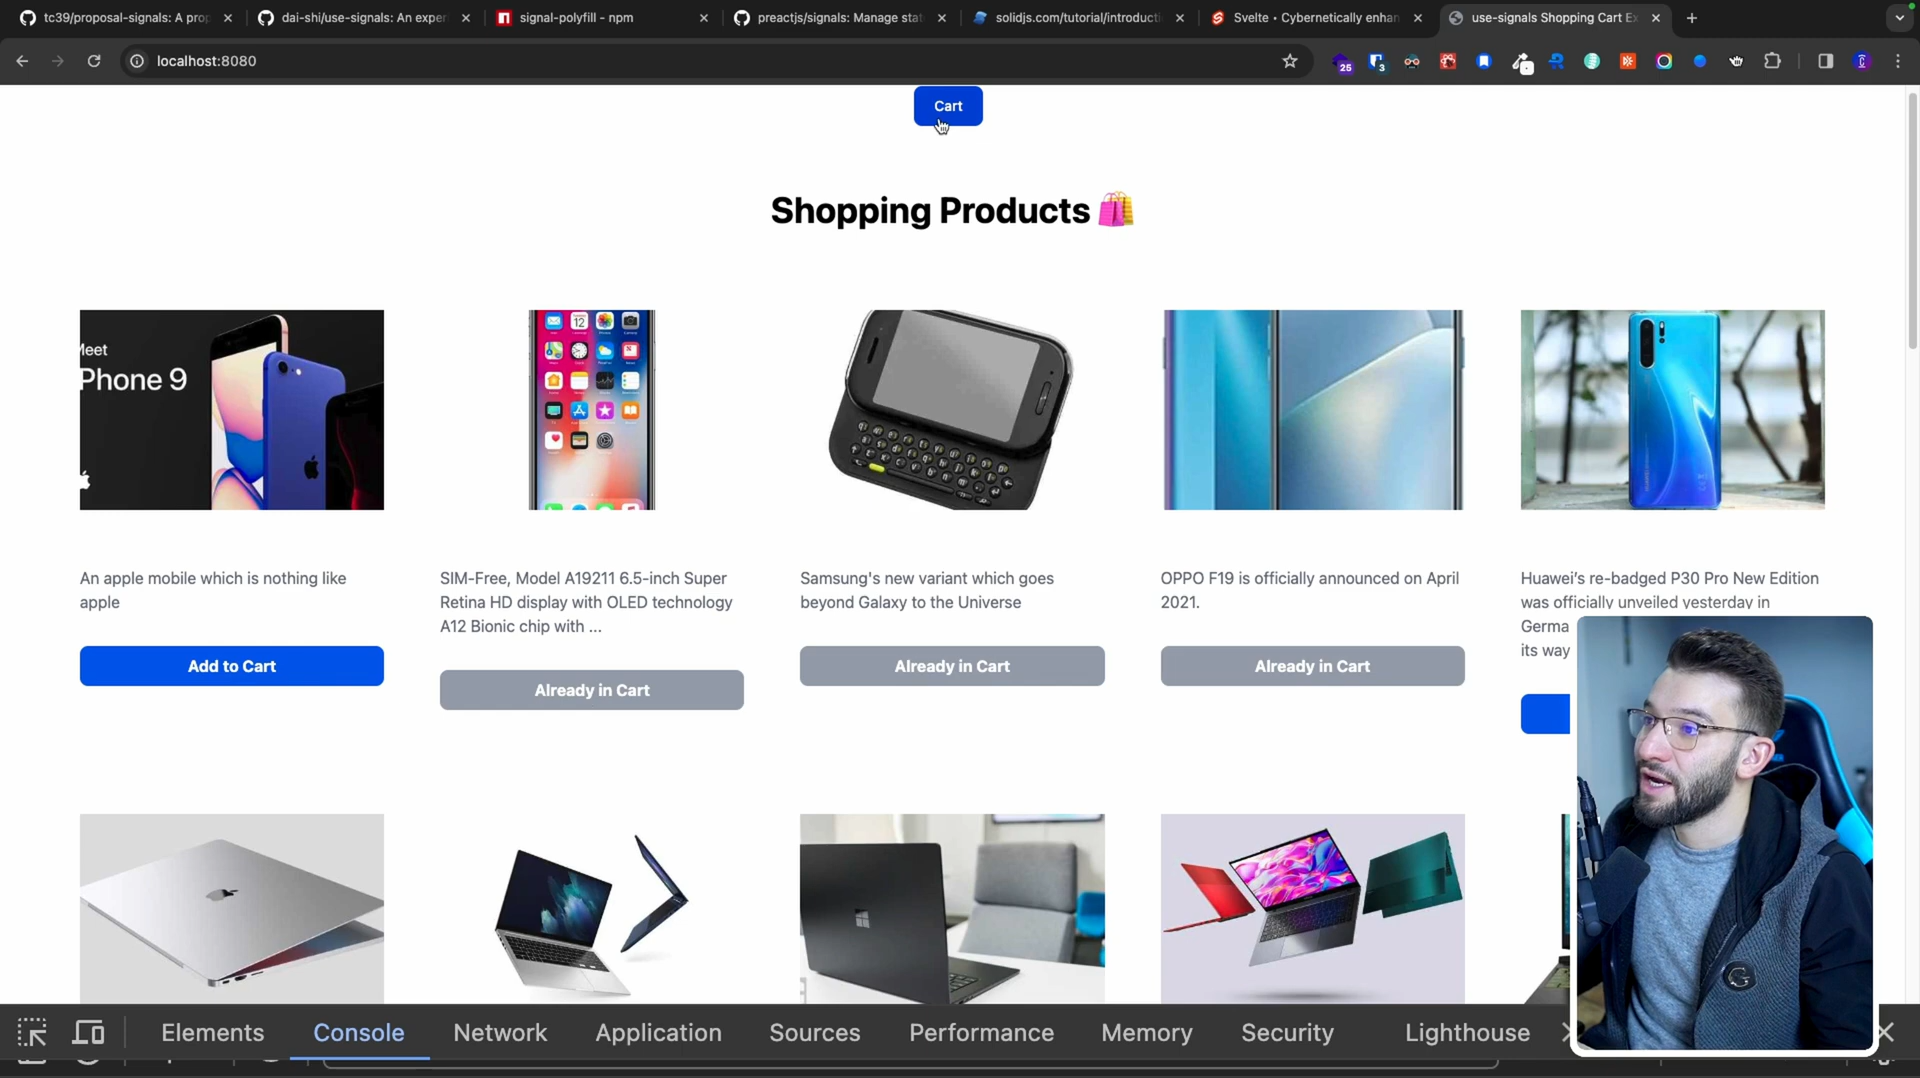 tc39/proposal-signals: A prop
dai-shi/use-signals: An exper
signal-polyfill - npm
preactjs/signals: Manage stat
solidjs.com/tutorial/introducti
Svelte • Cybernetically enhan
use-signals Shopping Cart Ex
localhost:8080
25
3
Cart
Shopping Products 🛍️
Meet
Phone 9
12
An apple mobile which is nothing like
apple
Add to Cart
SIM-Free, Model A19211 6.5-inch Super
Retina HD display with OLED technology
A12 Bionic chip with ...
Already in Cart
Samsung's new variant which goes
beyond Galaxy to the Universe
Already in Cart
OPPO F19 is officially announced on April
2021.
Already in Cart
Huawei's re-badged P30 Pro New Edition
was officially unveiled yesterday in
Germa
its way
Elements
Console
Network
Application
Sources
Performance
Memory
Security
Lighthouse